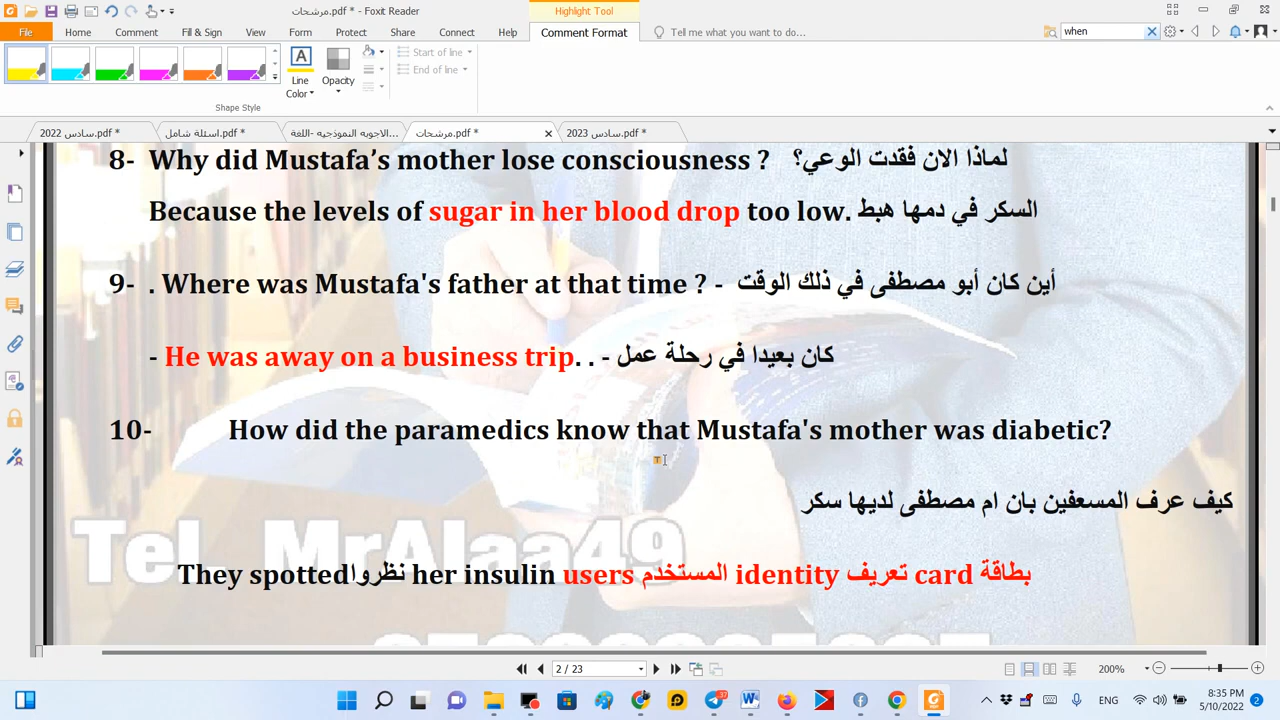 مرشحات.pdf * - Foxit Reader
Highlight Tool
File
Home
Comment
Fill & Sign
View
Form
Protect
Share
Connect
Help
Comment Format
Tell me what you want to do...
when
Line Color
Opacity
Start of line
End of line
Shape Style
سادس 2022.pdf *
اسئلة شامل.pdf *
الاجوبه النموذجيه -اللغة...
مرشحات.pdf *
سادس 2023.pdf *
8- Why did Mustafa's mother lose consciousness ? لماذا الان فقدت الوعي؟
Because the levels of sugar in her blood drop too low. السكر في دمها هبط
9- . Where was Mustafa's father at that time ? - أين كان أبو مصطفى في ذلك الوقت
- He was away on a business trip. . - كان بعيدا في رحلة عمل
10- How did the paramedics know that Mustafa's mother was diabetic?
كيف عرف المسعفين بان ام مصطفى لديها سكر
Tel. MrAlaa49
They spotted نظروا her insulin users المستخدم identity تعريف card بطاقة
2 / 23
200%
37
ENG
8:35 PM
5/10/2022
2